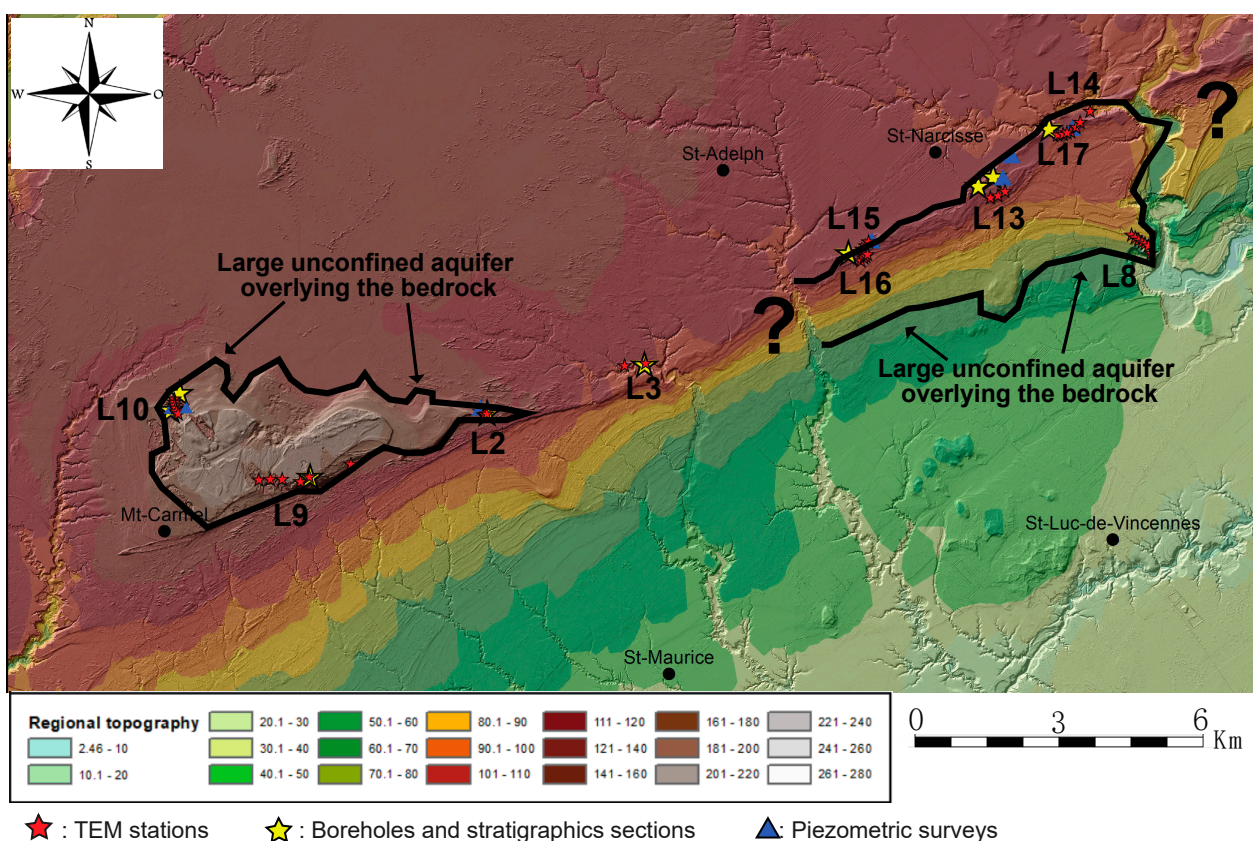 N
W
O
S
L14
?
St-Narcisse
St-Adelph
L17
L15
L13
L16
Large unconfined aquifer
overlying the bedrock
L8
?
Large unconfined aquifer
overlying the bedrock
L3
L10
L2
L9
Mt-Carmel
St-Luc-de-Vincennes
St-Maurice
Regional topography
2.46 - 10
10.1 - 20
20.1 - 30
30.1 - 40
40.1 - 50
50.1 - 60
60.1 - 70
70.1 - 80
80.1 - 90
90.1 - 100
101 - 110
111 - 120
121 - 140
141 - 160
161 - 180
181 - 200
201 - 220
221 - 240
241 - 260
261 - 280
0 3 6
Km
: TEM stations
: Boreholes and stratigraphics sections
: Piezometric surveys